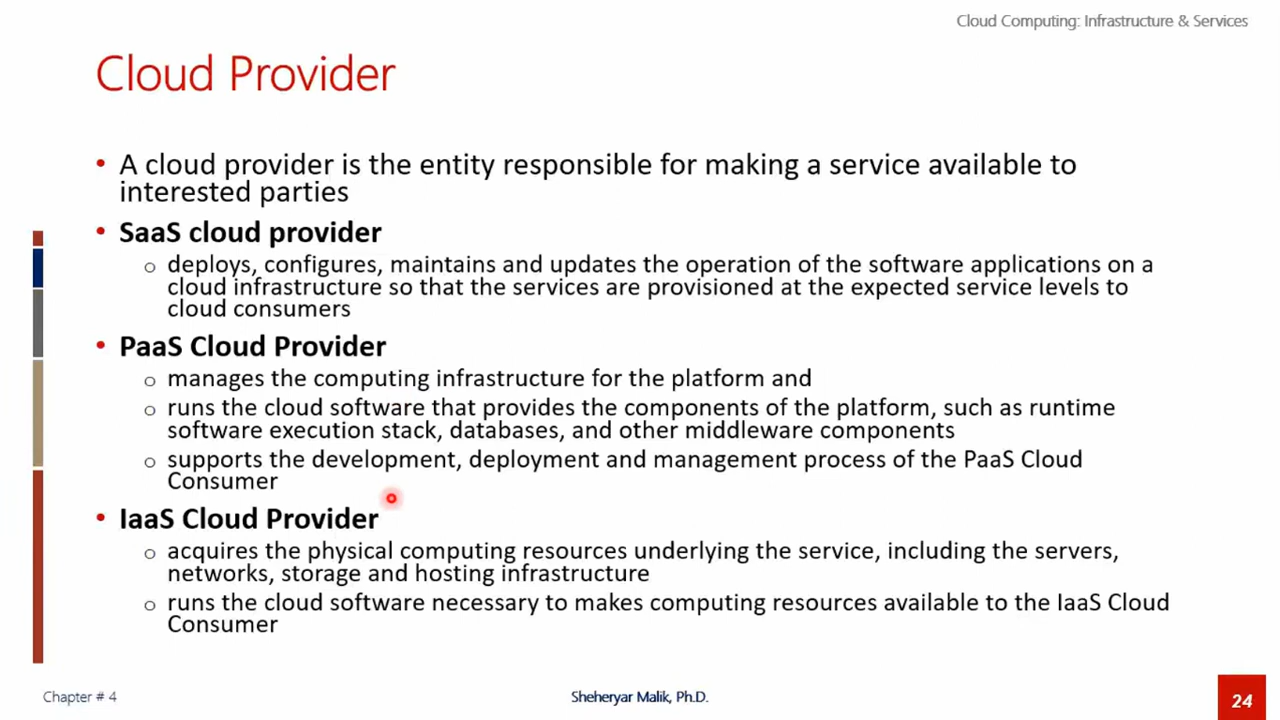 Cloud Computing: Infrastructure & Services
Cloud Provider
• A cloud provider is the entity responsible for making a service available to
interested parties
• SaaS cloud provider
o deploys, configures, maintains and updates the operation of the software applications on a
cloud infrastructure so that the services are provisioned at the expected service levels to
cloud consumers
• PaaS Cloud Provider
o manages the computing infrastructure for the platform and
o runs the cloud software that provides the components of the platform, such as runtime
software execution stack, databases, and other middleware components
o supports the development, deployment and management process of the PaaS Cloud
Consumer
• IaaS Cloud Provider
o acquires the physical computing resources underlying the service, including the servers,
networks, storage and hosting infrastructure
o runs the cloud software necessary to makes computing resources available to the IaaS Cloud
Consumer
Chapter # 4
Sheheryar Malik, Ph.D.
24